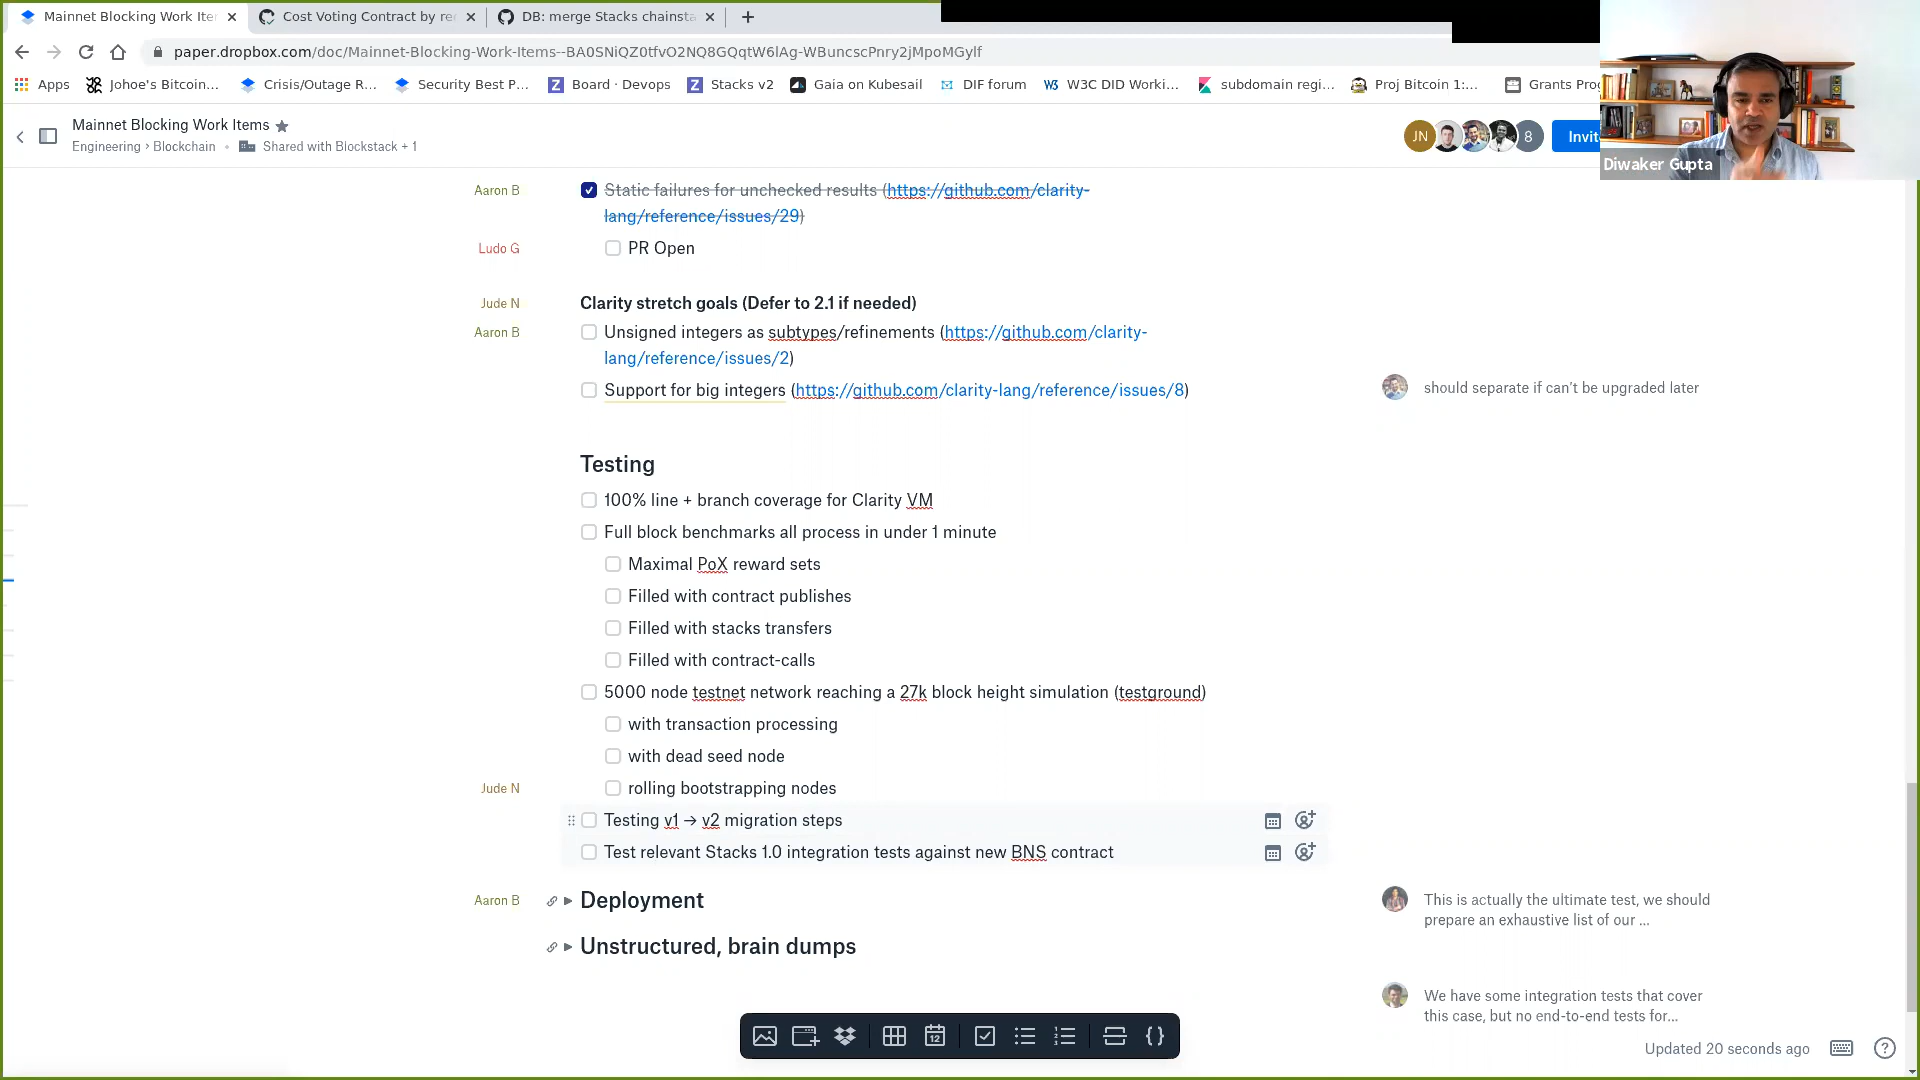 Mainnet Blocking Work Iter
Cost Voting Contract by re
DB: merge Stacks chainsta
paper.dropbox.com/doc/Mainnet-Blocking-Work-Items--BA0SNiQZ0tfvO2NQ8GQqtW6lAg-WBuncscPnry2jMpoMGylf
Apps
Johoe's Bitcoin...
Crisis/Outage R...
Security Best P...
Board · Devops
Stacks v2
Gaia on Kubesail
DIF forum
W3C DID Worki...
subdomain regi...
Proj Bitcoin 1:...
Grants Pro
Mainnet Blocking Work Items
Engineering › Blockchain • Shared with Blockstack + 1
JN
8
Invit
Diwaker Gupta
Aaron B
Static failures for unchecked results (https://github.com/clarity-
lang/reference/issues/29)
Ludo G
PR Open
Jude N
Clarity stretch goals (Defer to 2.1 if needed)
Aaron B
Unsigned integers as subtypes/refinements (https://github.com/clarity-
lang/reference/issues/2)
Support for big integers (https://github.com/clarity-lang/reference/issues/8)
should separate if can't be upgraded later
Testing
100% line + branch coverage for Clarity VM
Full block benchmarks all process in under 1 minute
Maximal PoX reward sets
Filled with contract publishes
Filled with stacks transfers
Filled with contract-calls
5000 node testnet network reaching a 27k block height simulation (testground)
with transaction processing
with dead seed node
Jude N
rolling bootstrapping nodes
Testing v1 → v2 migration steps
Test relevant Stacks 1.0 integration tests against new BNS contract
Aaron B
Deployment
This is actually the ultimate test, we should
prepare an exhaustive list of our ...
Unstructured, brain dumps
We have some integration tests that cover
this case, but no end-to-end tests for...
12
Updated 20 seconds ago